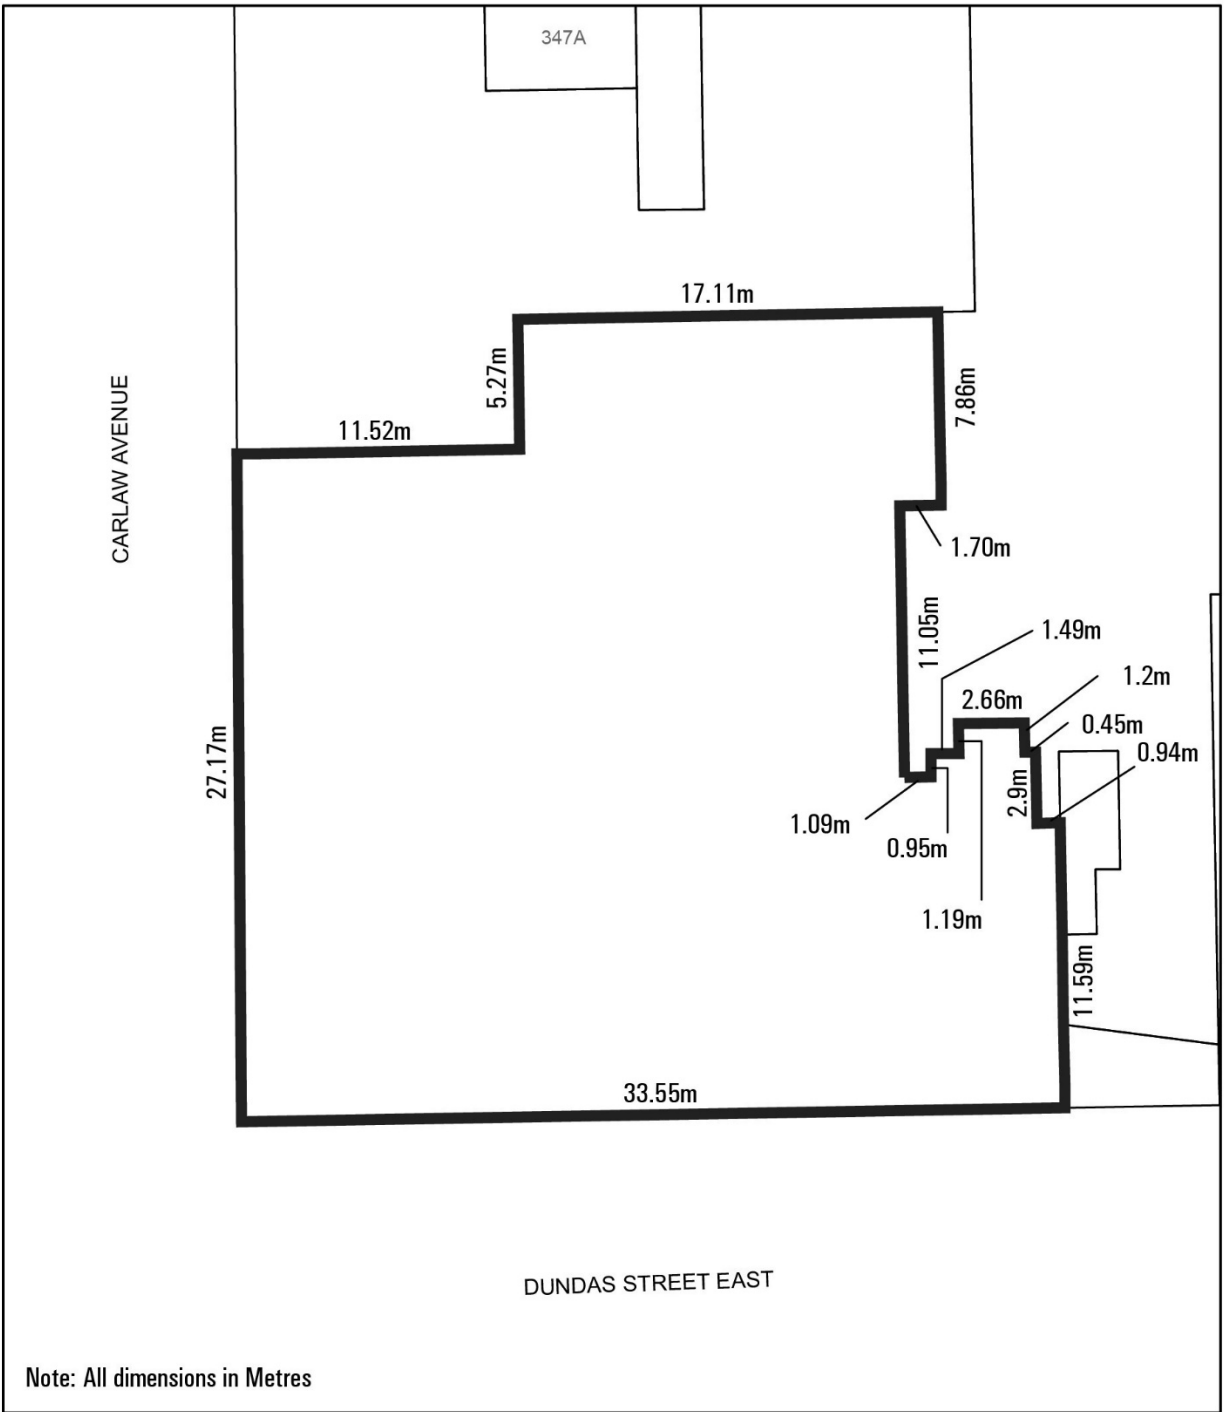 347A
17.11m
5.27m
7.86m
11.52m
CARLAW AVENUE
1.70m
11.05m
1.49m
1.2m
2.66m
0.45m
0.94m
27.17m
2.9m
1.09m
0.95m
1.19m
11.59m
33.55m
DUNDAS STREET EAST
Note: All dimensions in Metres